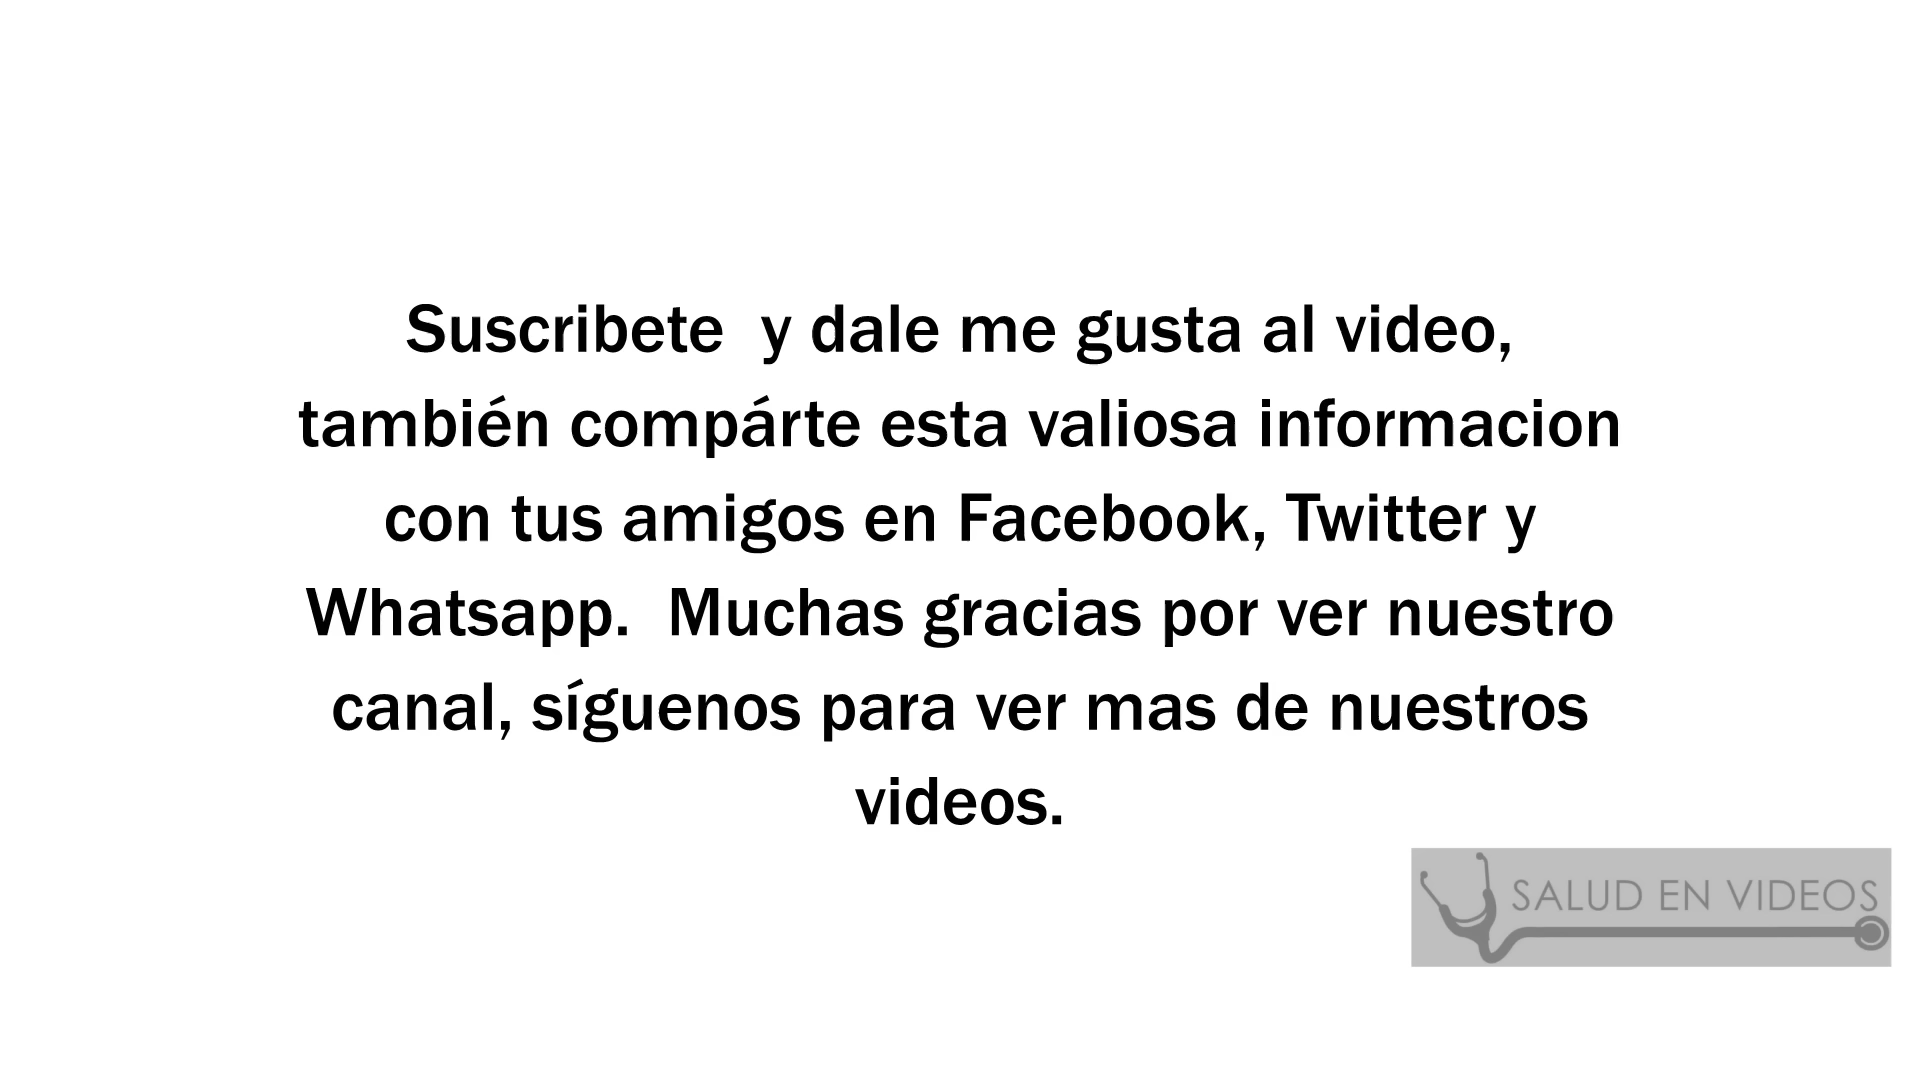 Suscribete  y dale me gusta al video,
también compárte esta valiosa informacion
con tus amigos en Facebook, Twitter y
Whatsapp.  Muchas gracias por ver nuestro
canal, síguenos para ver mas de nuestros
videos.
SALUD EN VIDEOS